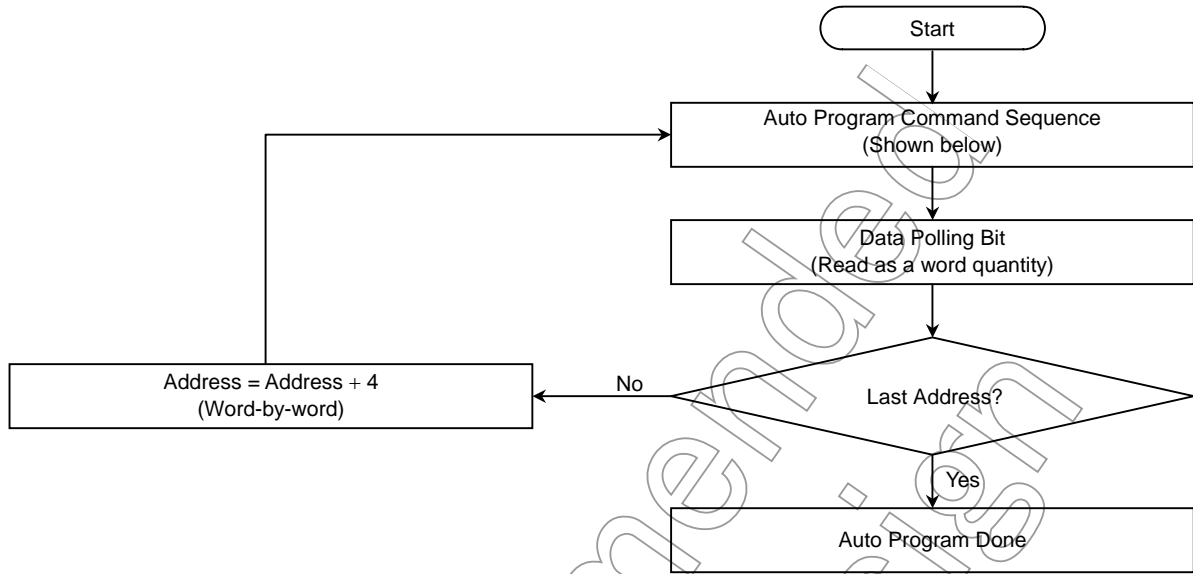 Start
Auto Program Command Sequence
(Shown below)
Data Polling Bit
(Read as a word quantity)
Last Address?
No
Address = Address + 4
(Word-by-word)
Yes
Auto Program Done